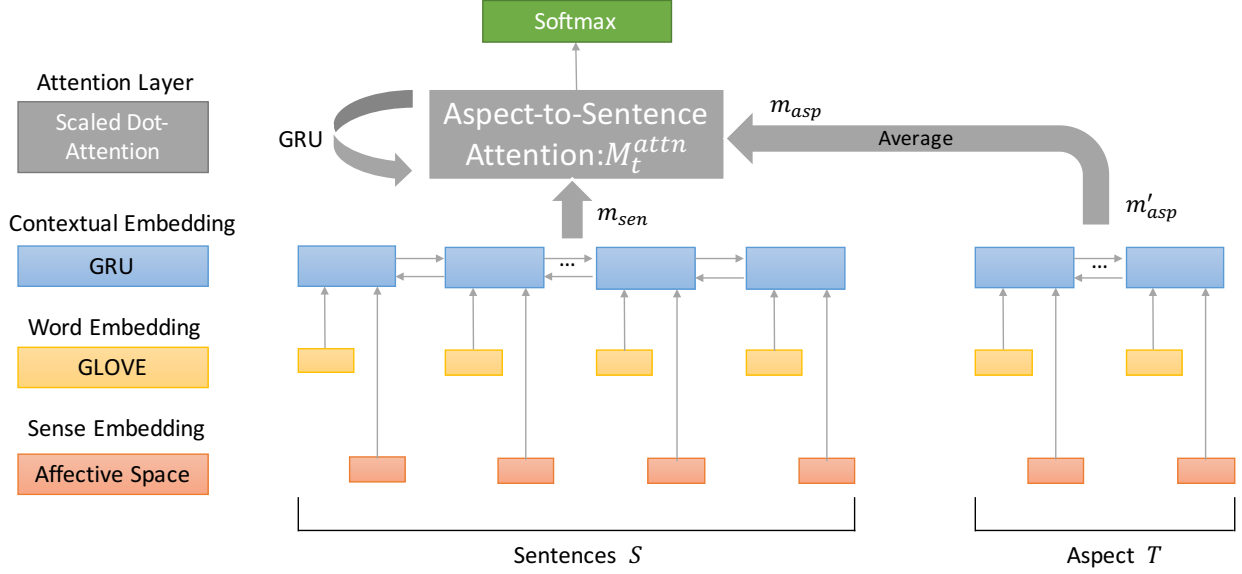 Softmax
Attention Layer
Scaled Dot-
Attention
GRU
Aspect-to-Sentence
Attention:$M_t^{attn}$
$m_{asp}$
Average
$m_{sen}$
$m'_{asp}$
Contextual Embedding
GRU
...
...
Word Embedding
GLOVE
Sense Embedding
Affective Space
Sentences $S$
Aspect $T$